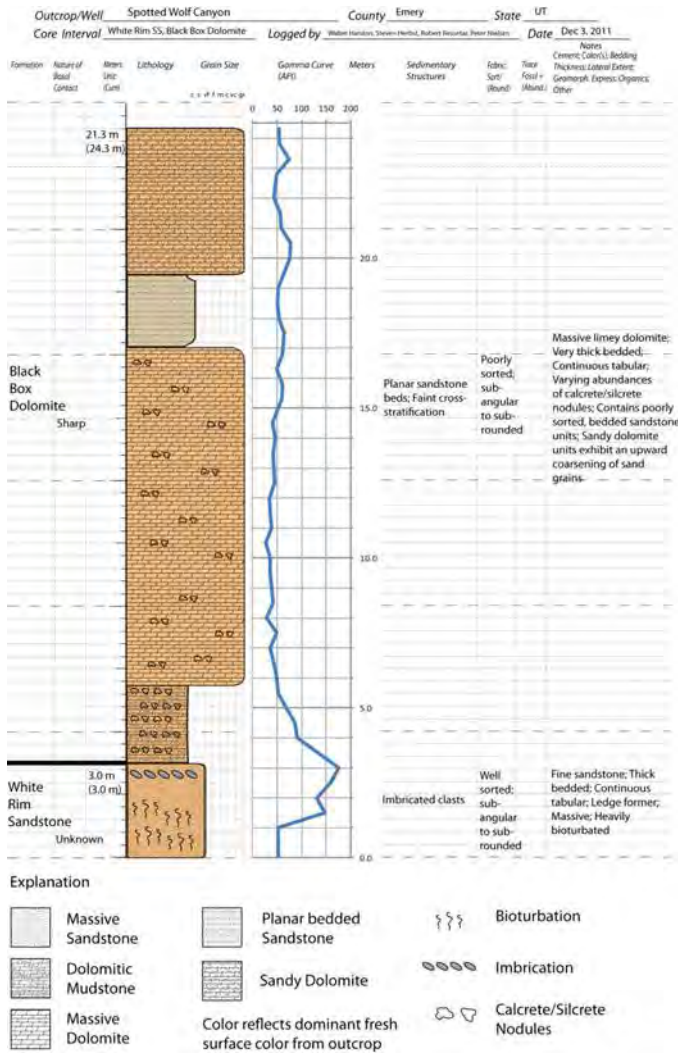 Outcrop/Well Spotted Wolf Canyon County Emery State UT
Core Interval White Rim SS, Black Box Dolomite Logged by Date Dec 3, 2011
Notes
Formation Nature of Basal Contact Meters Unit (Cum) Lithology Grain Size Gamma Curve (API) Meters Sedimentary Structures Fabric: Sort/ (Round) Trace Fossil + (Abund.) Cement; Color(s); Bedding Thickness; Lateral Extent; Geomorph. Express; Organics; Other
0 50 100 150 200
21.3 m
(24.3 m)
20.0
Black
Box
Dolomite
Sharp
Planar sandstone
beds; Faint cross-
stratification
Poorly
sorted;
sub-
angular
to sub-
rounded
Massive limey dolomite;
Very thick bedded;
Continuous tabular;
Varying abundances
of calcrete/silcrete
nodules; Contains poorly
sorted, bedded sandstone
units; Sandy dolomite
units exhibit an upward
coarsening of sand
grains
15.0
10.0
5.0
White
Rim
Sandstone
Unknown
3.0 m
(3.0 m)
Imbricated clasts
Well
sorted;
sub-
angular
to sub-
rounded
Fine sandstone; Thick
bedded; Continuous
tabular; Ledge former;
Massive; Heavily
bioturbated
0.0
Explanation
Massive
Sandstone
Planar bedded
Sandstone
Bioturbation
Dolomitic
Mudstone
Sandy Dolomite
Imbrication
Massive
Dolomite
Color reflects dominant fresh
surface color from outcrop
Calcrete/Silcrete
Nodules